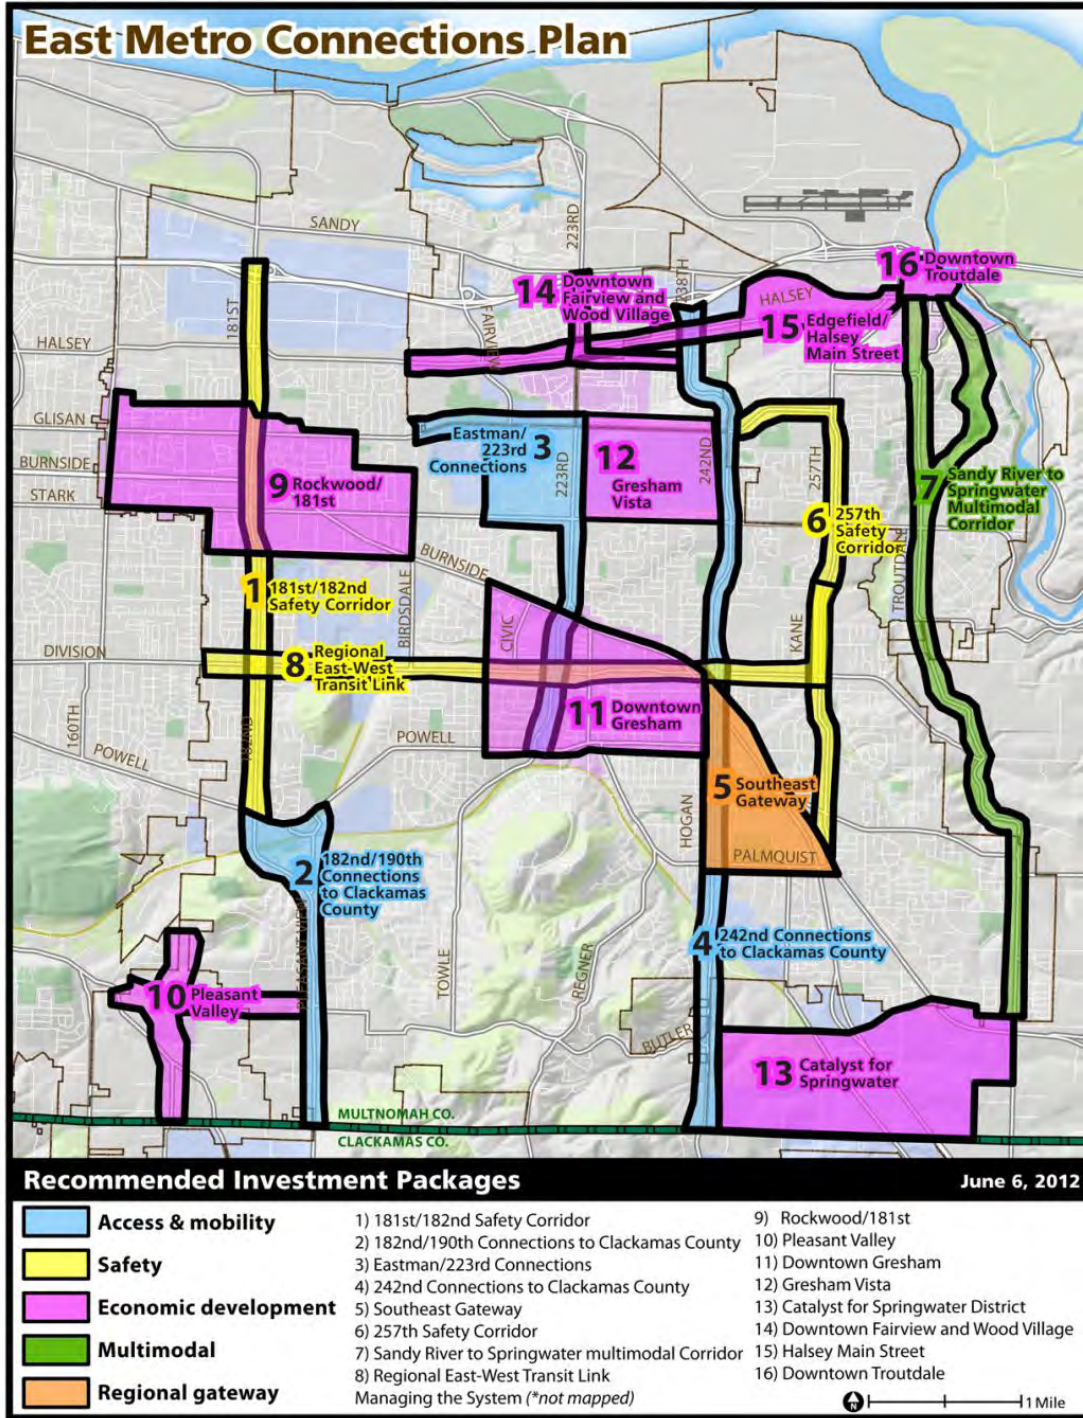 East Metro Connections Plan
SANDY
223RD
181ST
238TH
FAIRVIEW
16 Downtown
Troutdale
14 Downtown
Fairview and
Wood Village
HALSEY
15 Edgefield/
Halsey
Main Street
HALSEY
GLISAN
BURNSIDE
STARK
Eastman/
223rd
Connections
3
223RD
12
Gresham
Vista
242ND
257TH
9 Rockwood/
181st
7 Sandy River to
Springwater
Multimodal
Corridor
6 257th
Safety
Corridor
TROUTDALE
BURNSIDE
1 181st/182nd
Safety Corridor
BIRDSDALE
CIVIC
KANE
DIVISION
8 Regional
East-West
Transit Link
160TH
182ND
POWELL
POWELL
11 Downtown
Gresham
5 Southeast
Gateway
HOGAN
PALMQUIST
2 182nd/190th
Connections
to Clackamas
County
PLEASANT VIEW
TOWLE
REGNER
4 242nd Connections
to Clackamas County
10 Pleasant
Valley
BUTLER
13 Catalyst for
Springwater
MULTNOMAH CO.
CLACKAMAS CO.
Recommended Investment Packages
June 6, 2012
Access & mobility
Safety
Economic development
Multimodal
Regional gateway
1) 181st/182nd Safety Corridor
2) 182nd/190th Connections to Clackamas County
3) Eastman/223rd Connections
4) 242nd Connections to Clackamas County
5) Southeast Gateway
6) 257th Safety Corridor
7) Sandy River to Springwater multimodal Corridor
8) Regional East-West Transit Link
Managing the System (*not mapped)
9) Rockwood/181st
10) Pleasant Valley
11) Downtown Gresham
12) Gresham Vista
13) Catalyst for Springwater District
14) Downtown Fairview and Wood Village
15) Halsey Main Street
16) Downtown Troutdale
N
1 Mile